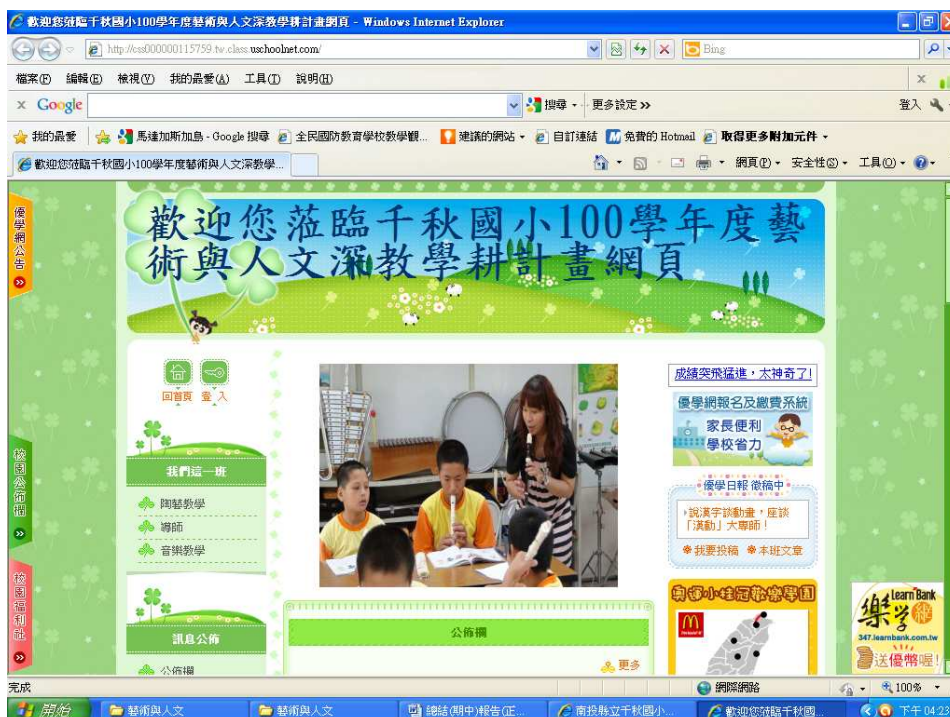 歡迎您蒞臨千秋國小100學年度藝術與人文深教學耕計畫網頁 - Windows Internet Explorer
http://css000000115759.tw.class.uschoolnet.com/
Bing
檔案(F) 編輯(E) 檢視(V) 我的最愛(A) 工具(T) 說明(H)
x Google 搜尋 更多設定 >> 登入
我的最愛 馬達加斯加島 - Google 搜尋 全民國防教育學校教學觀... 建議的網站 自訂連結 免費的 Hotmail 取得更多附加元件
歡迎您蒞臨千秋國小100學年度藝術與人文深教學... 網頁(P) 安全性(S) 工具(O)
優學網公告
歡迎您蒞臨千秋國小100學年度藝
術與人文深教學耕計畫網頁
回首頁 登入
成績突飛猛進，太神奇了!
優學網報名及繳費系統
家長便利
學校省力
校園公佈欄
我們這一班
陶藝教學
導師
音樂教學
優學日報 徵稿中
說漢字談動畫，座談
「漢動」大專師！
我要投稿 本班文章
校園福利社
訊息公佈
公佈欄
公佈欄
更多
奧運小桂冠歡樂學園
McDonald's
樂学
Learn Bank
347.learnbank.com.tw
送優幣喔!
完成 網際網路 100%
開始 藝術與人文 藝術與人文 總結(期中)報告(正... 南投縣立千秋國小... 歡迎您蒞臨千秋國... 下午 04:23